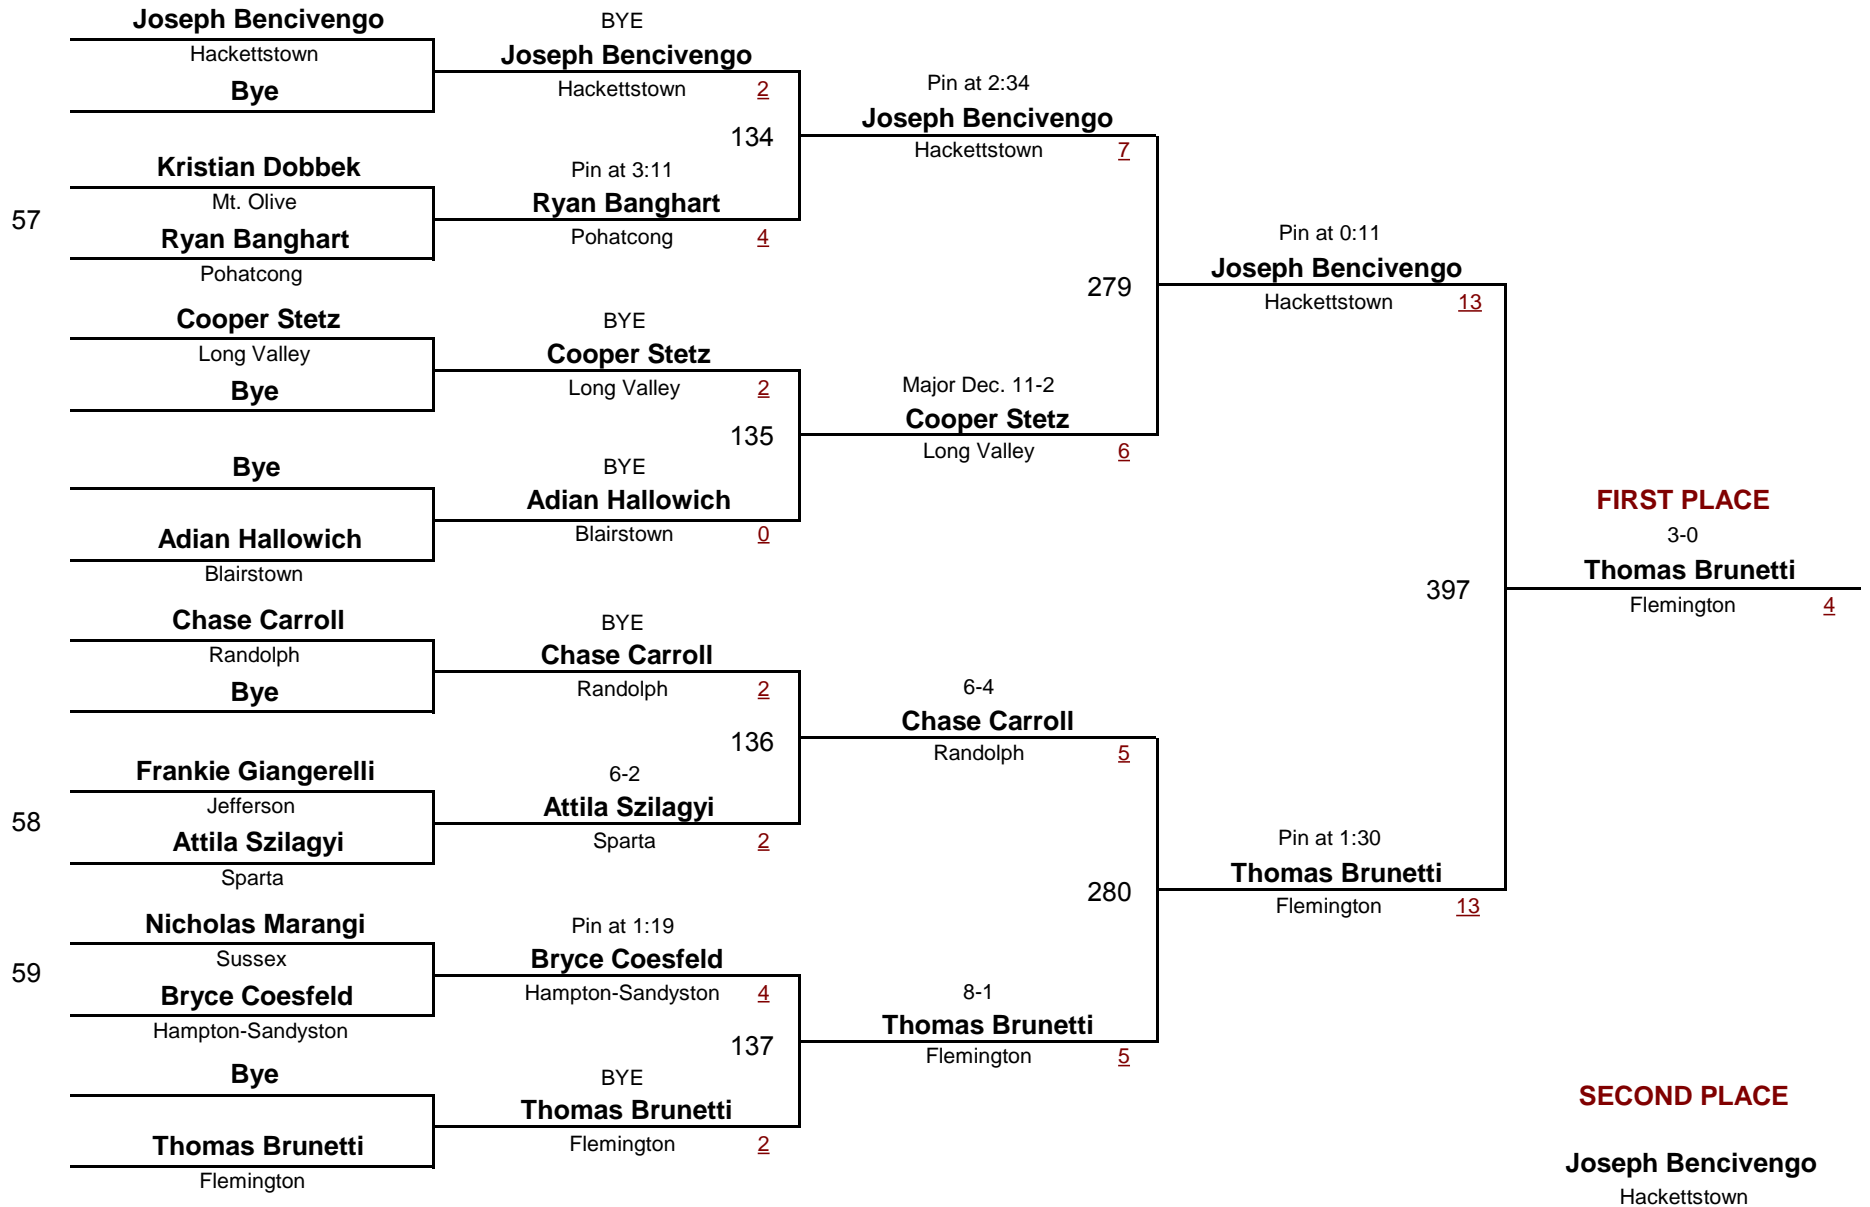 Joseph Bencivengo
Hackettstown
Bye
57
Kristian Dobbek
Mt. Olive
Ryan Banghart
Pohatcong
Cooper Stetz
Long Valley
Bye
Bye
Adian Hallowich
Blairstown
Chase Carroll
Randolph
Bye
58
Frankie Giangerelli
Jefferson
Attila Szilagyi
Sparta
59
Nicholas Marangi
Sussex
Bryce Coesfeld
Hampton-Sandyston
Bye
Thomas Brunetti
Flemington
BYE
Joseph Bencivengo
Hackettstown 2
134
Pin at 3:11
Ryan Banghart
Pohatcong 4
BYE
Cooper Stetz
Long Valley 2
135
BYE
Adian Hallowich
Blairstown 0
BYE
Chase Carroll
Randolph 2
136
6-2
Attila Szilagyi
Sparta 2
Pin at 1:19
Bryce Coesfeld
Hampton-Sandyston 4
137
BYE
Thomas Brunetti
Flemington 2
Pin at 2:34
Joseph Bencivengo
Hackettstown 7
279
Major Dec. 11-2
Cooper Stetz
Long Valley 6
6-4
Chase Carroll
Randolph 5
280
8-1
Thomas Brunetti
Flemington 5
Pin at 0:11
Joseph Bencivengo
Hackettstown 13
397
Pin at 1:30
Thomas Brunetti
Flemington 13
FIRST PLACE
3-0
Thomas Brunetti
Flemington 4
SECOND PLACE
Joseph Bencivengo
Hackettstown